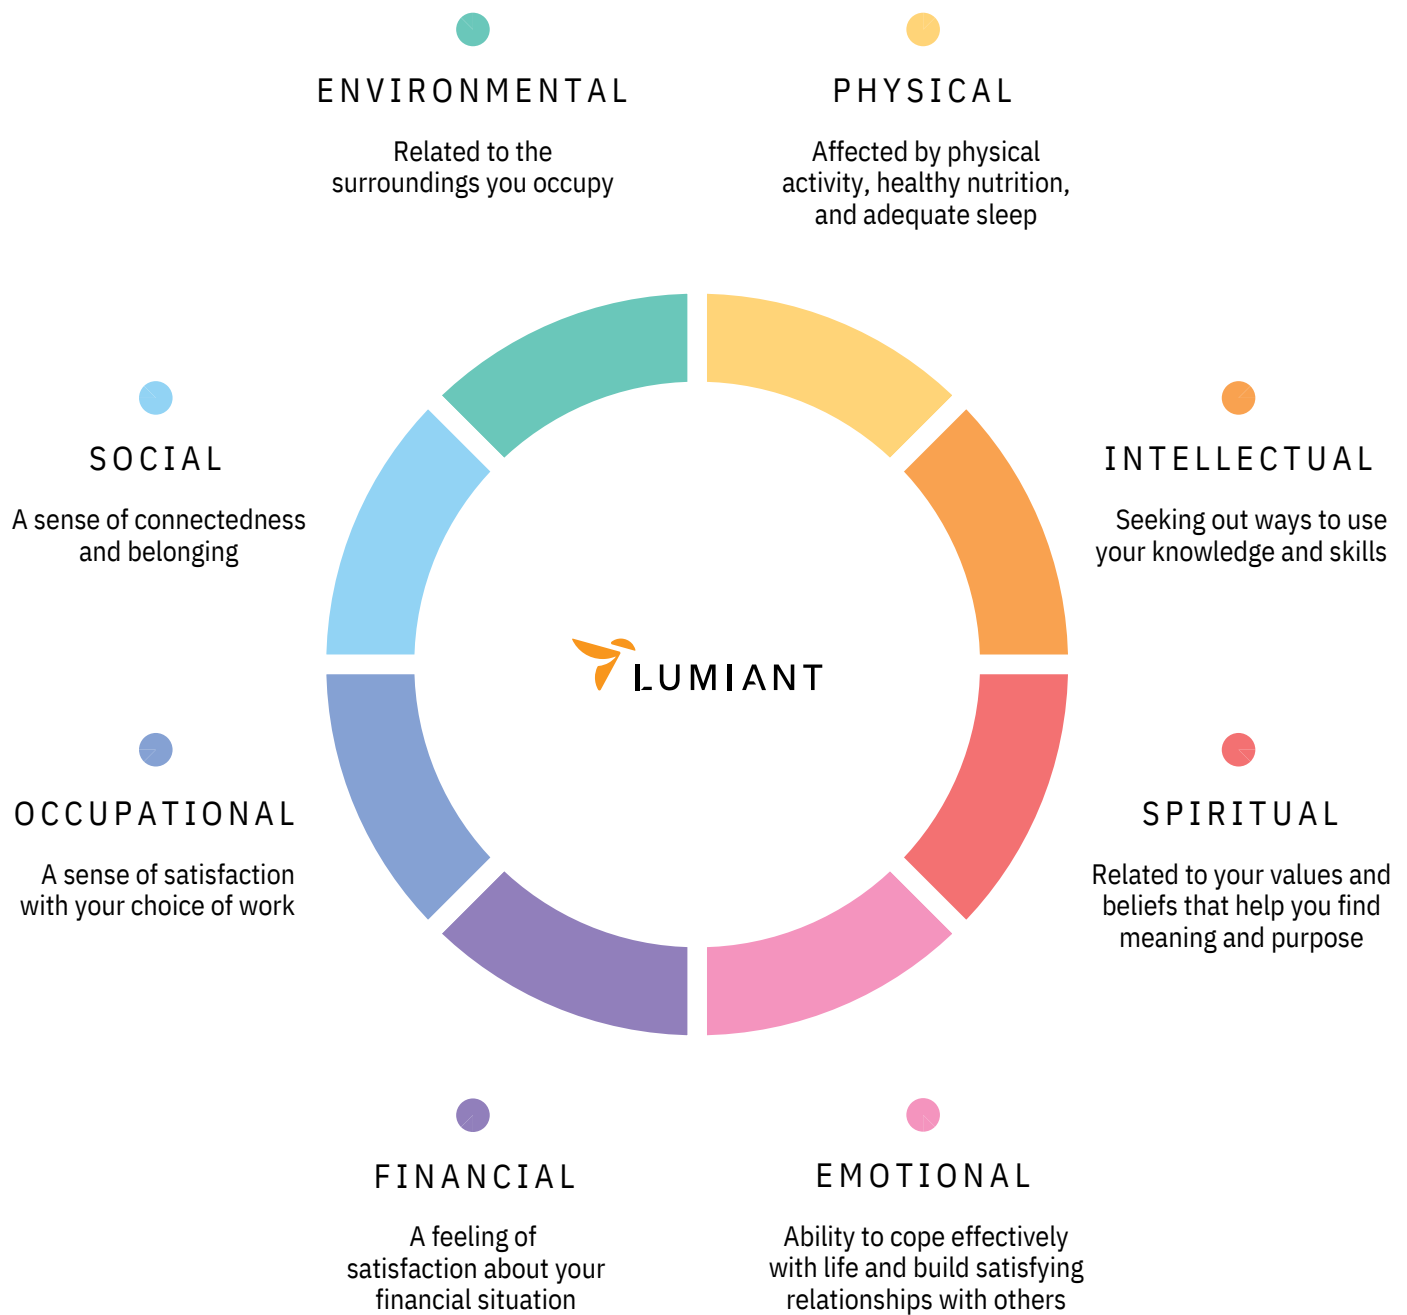 ENVIRONMENTAL
Related to the
surroundings you occupy
PHYSICAL
Affected by physical
activity, healthy nutrition,
and adequate sleep
SOCIAL
A sense of connectedness
and belonging
INTELLECTUAL
Seeking out ways to use
your knowledge and skills
LUMIANT
OCCUPATIONAL
A sense of satisfaction
with your choice of work
SPIRITUAL
Related to your values and
beliefs that help you find
meaning and purpose
FINANCIAL
A feeling of
satisfaction about your
financial situation
EMOTIONAL
Ability to cope effectively
with life and build satisfying
relationships with others